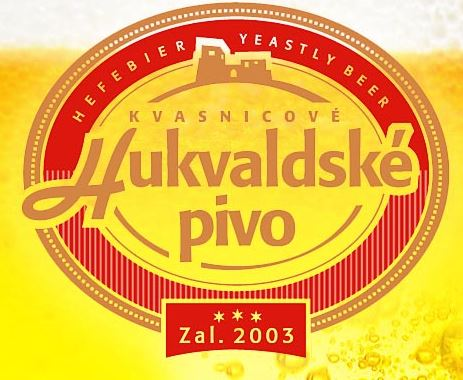 HEFEBIER
YEASTLY BEER
KVASNICOVÉ
Hukvaldské
pivo
Zal. 2003